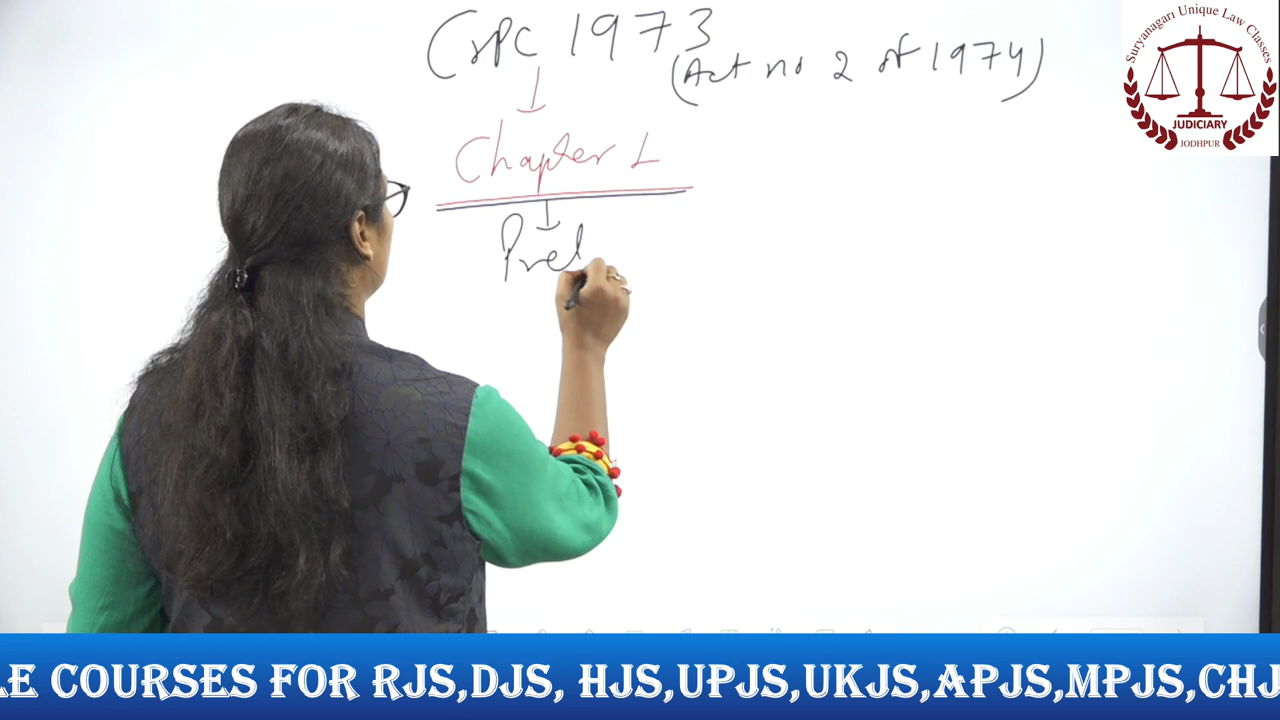 CrPC 1973
(Act no 2 of 1974)
Chapter 1
Prel
Suryanagari Unique Law Classes
JUDICIARY
JODHPUR
LE COURSES FOR RJS,DJS, HJS,UPJS,UKJS,APJS,MPJS,CHJ